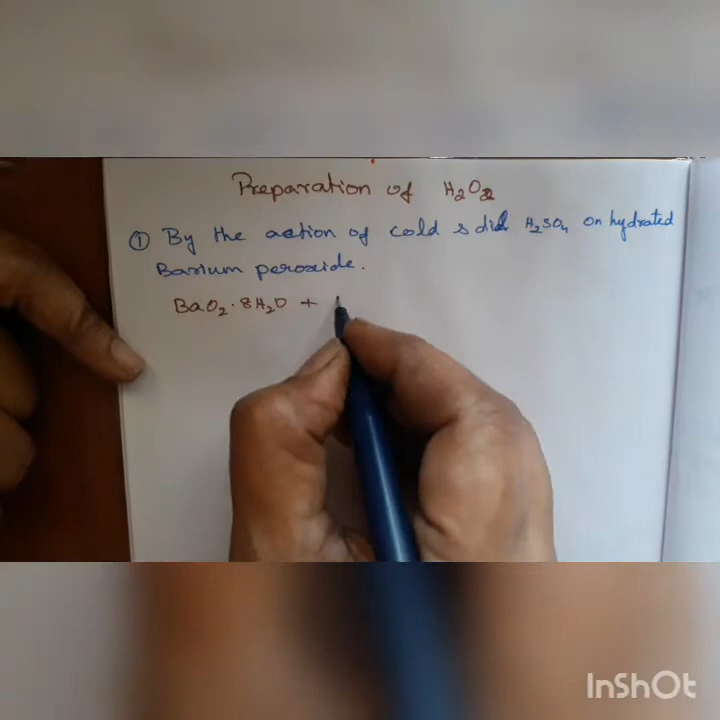 Preparation of H2O2
① By the action of cold & dil H2SO4 on hydrated
Barium peroxide.
BaO2·8H2O +
InShOt